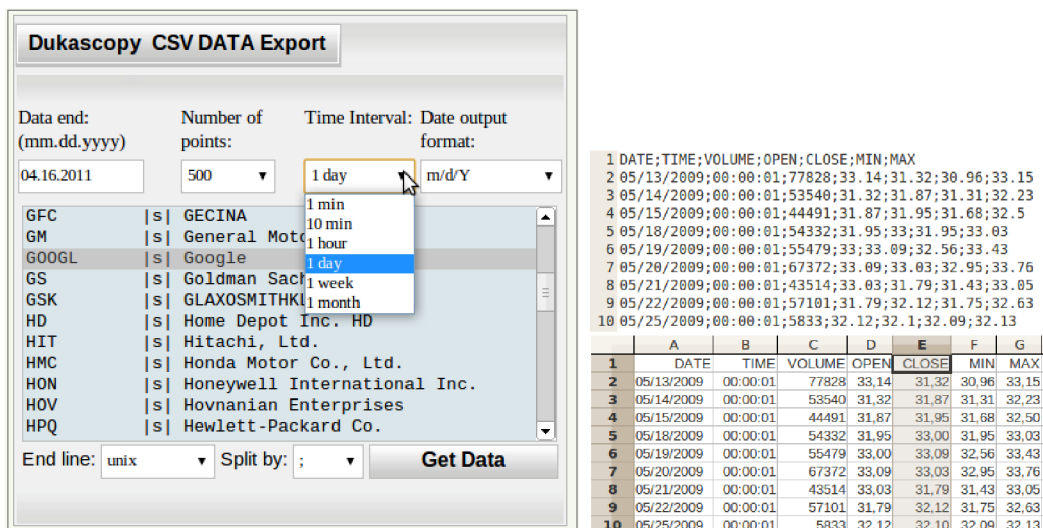 Dukascopy CSV DATA Export
Data end: (mm.dd.yyyy)
Number of points:
Time Interval:
Date output format:
04.16.2011
500
1 day
m/d/Y
1 min
10 min
1 hour
1 day
1 week
1 month
GFC |s| GECINA
GM |s| General
GOOGL |s| Google
GS |s| Goldman
GSK |s|
HD |s| Home Depot Inc. HD
HIT |s| Hitachi, Ltd.
HMC |s| Honda Motor Co., Ltd.
HON |s| Honeywell International Inc.
HOV |s| Hovnanian Enterprises
HPQ |s| Hewlett-Packard Co.
End line: unix Split by: ; Get Data
1 DATE;TIME;VOLUME;OPEN;CLOSE;MIN;MAX
2 05/13/2009;00:00:01;77828;33.14;31.32;30.96;33.15
3 05/14/2009;00:00:01;53540;31.32;31.87;31.31;32.23
4 05/15/2009;00:00:01;44491;31.87;31.95;31.68;32.5
5 05/18/2009;00:00:01;54332;31.95;33;31.95;33.03
6 05/19/2009;00:00:01;55479;33;33.09;32.56;33.43
7 05/20/2009;00:00:01;67372;33.09;33.03;32.95;33.76
8 05/21/2009;00:00:01;43514;33.03;31.79;31.43;33.05
9 05/22/2009;00:00:01;57101;31.79;32.12;31.75;32.63
10 05/25/2009;00:00:01;5833;32.12;32.1;32.09;32.13
A B C D E F G
1 DATE TIME VOLUME OPEN CLOSE MIN MAX
2 05/13/2009 00:00:01 77828 33,14 31,32 30,96 33,15
3 05/14/2009 00:00:01 53540 31,32 31,87 31,31 32,23
4 05/15/2009 00:00:01 44491 31,87 31,95 31,68 32,50
5 05/18/2009 00:00:01 54332 31,95 33,00 31,95 33,03
6 05/19/2009 00:00:01 55479 33,00 33,09 32,56 33,43
7 05/20/2009 00:00:01 67372 33,09 33,03 32,95 33,76
8 05/21/2009 00:00:01 43514 33,03 31,79 31,43 33,05
9 05/22/2009 00:00:01 57101 31,79 32,12 31,75 32,63
10 05/25/2009 00:00:01 5833 32,12 32,10 32,09 32,13